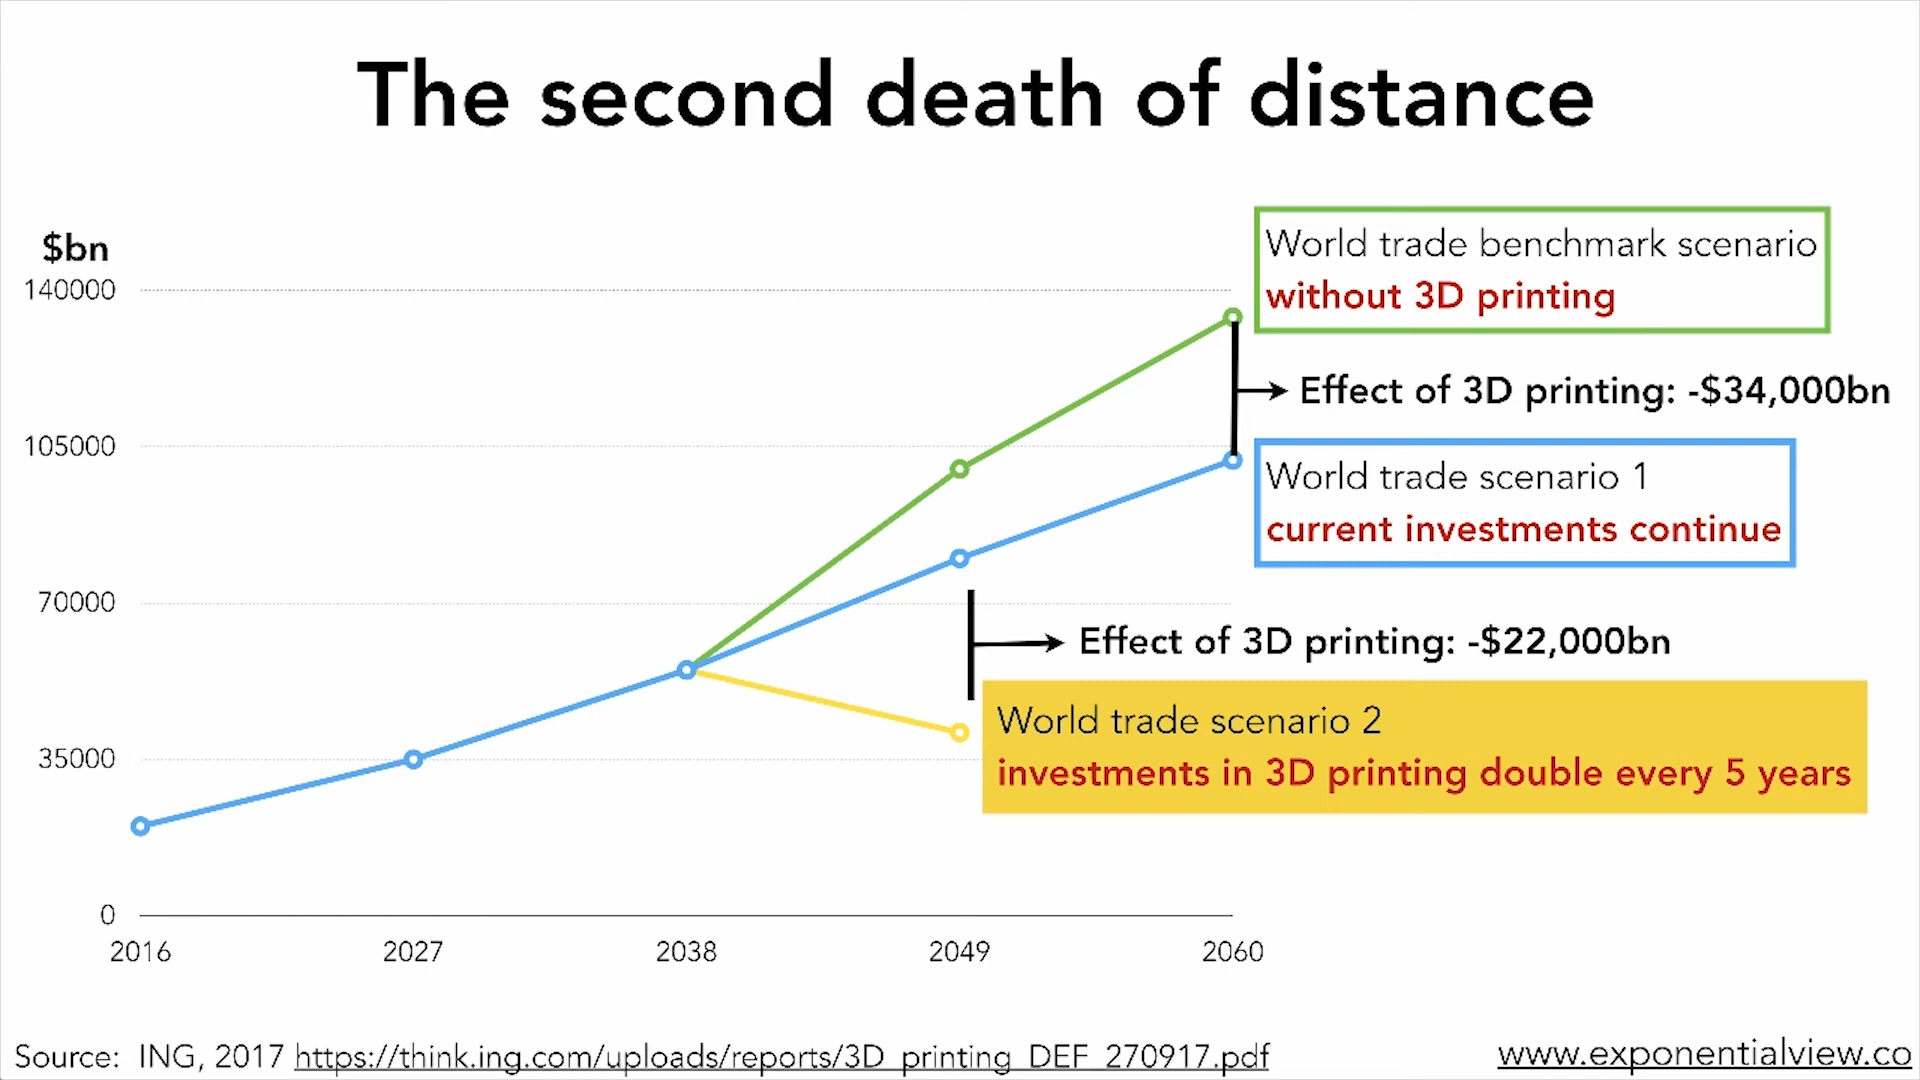 The second death of distance
$bn
140000
105000
70000
35000
0
2016 2027 2038 2049 2060
World trade benchmark scenario
without 3D printing
Effect of 3D printing: -$34,000bn
World trade scenario 1
current investments continue
Effect of 3D printing: -$22,000bn
World trade scenario 2
investments in 3D printing double every 5 years
Source: ING, 2017 https://think.ing.com/uploads/reports/3D_printing_DEF_270917.pdf
www.exponentialview.co